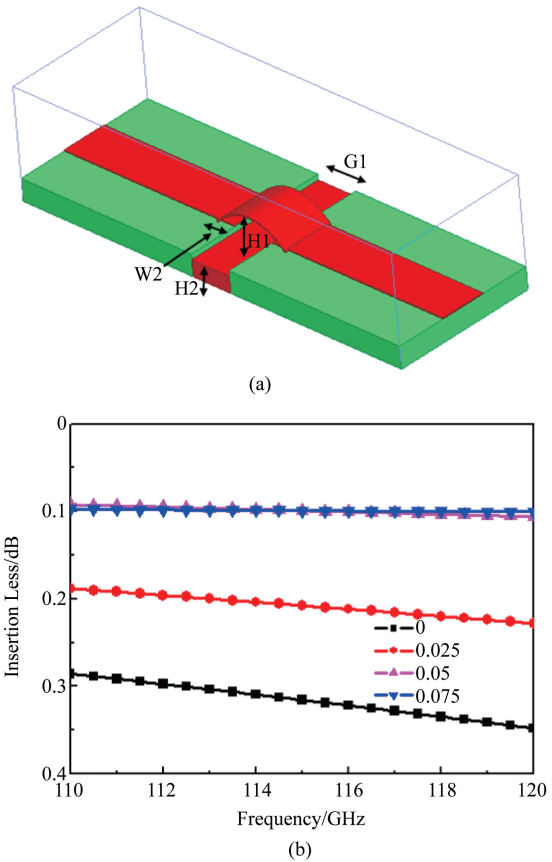 G1
H1
W2
H2
(a)
0
0.1
0.2
0.3
0.4
Insertion Less/dB
0
0.025
0.05
0.075
110
112
114
116
118
120
Frequency/GHz
(b)